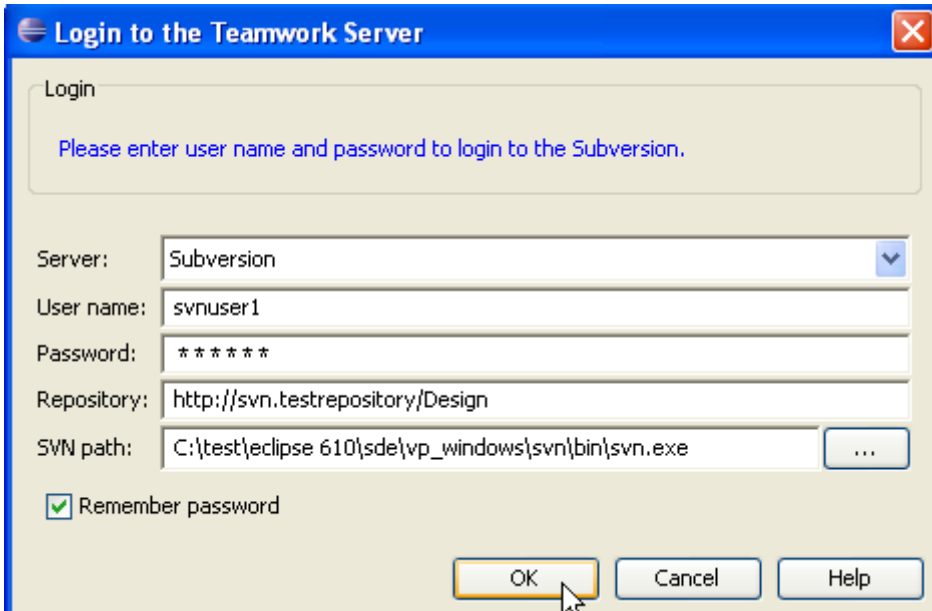 Login to the Teamwork Server
Login
Please enter user name and password to login to the Subversion.
Server: Subversion
User name: svnuser1
Password: ******
Repository: http://svn.testrepository/Design
SVN path: C:\test\eclipse 610\sde\vp_windows\svn\bin\svn.exe ...
Remember password
OK Cancel Help